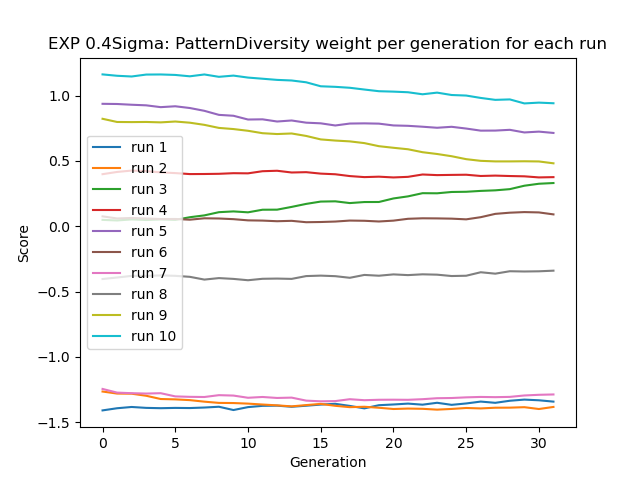 EXP 0.4Sigma: PatternDiversity weight per generation for each run
1.0
0.5
0.0
−0.5
−1.0
−1.5
Score
run 1
run 2
run 3
run 4
run 5
run 6
run 7
run 8
run 9
run 10
0 5 10 15 20 25 30
Generation